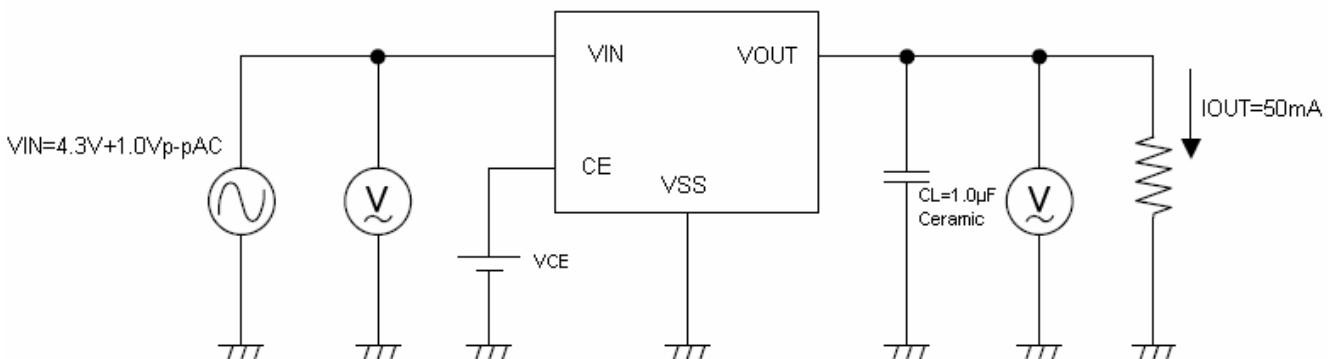 VIN
VOUT
IOUT=50mA
VIN=4.3V+1.0Vp-pAC
CE
VSS
V
CL=1.0μF
Ceramic
V
VCE